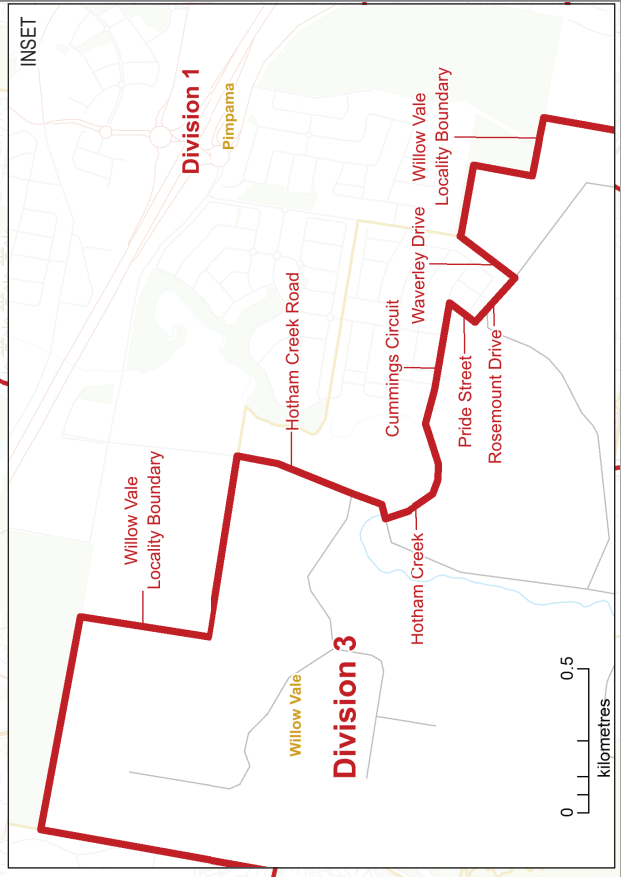 INSET
Division 1
Pimpama
Willow Vale
Locality Boundary
Hotham Creek Road
Waverley Drive
Cummings Circuit
Pride Street
Rosemount Drive
Hotham Creek
Willow Vale
Locality Boundary
Willow Vale
Division 3
0
0.5
kilometres